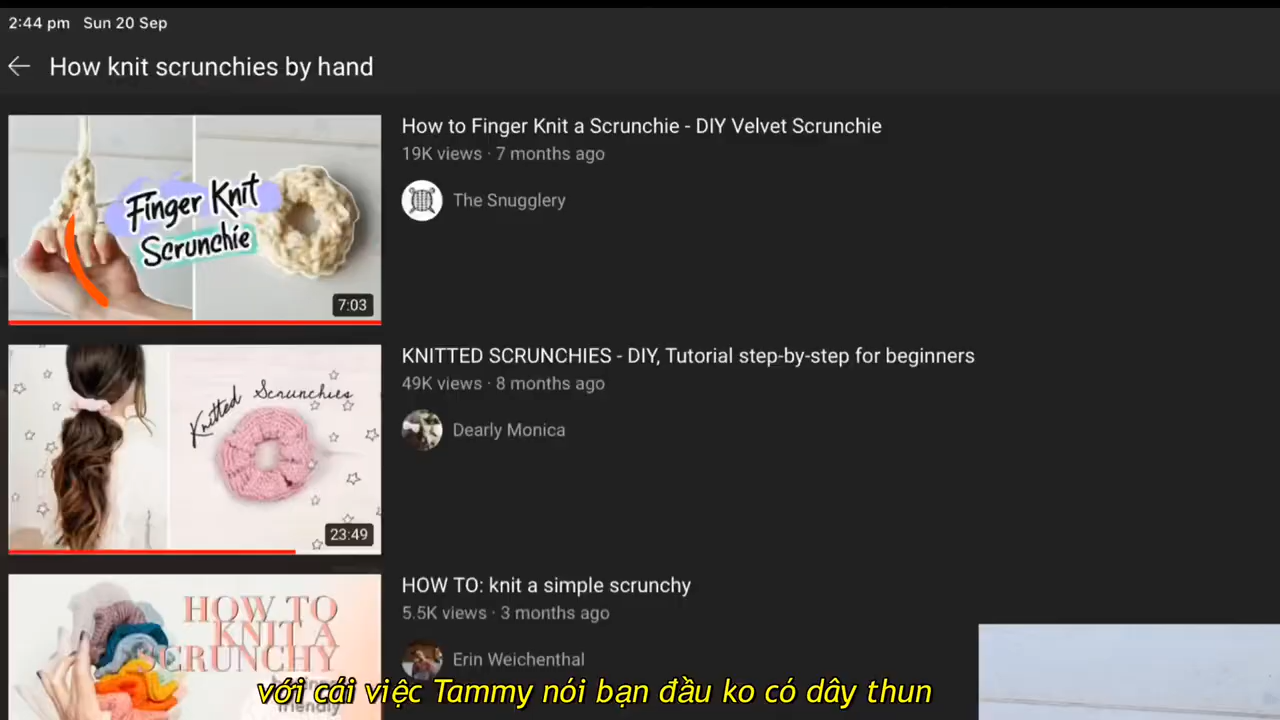 2:44 pm Sun 20 Sep
How knit scrunchies by hand
Finger Knit
Scrunchie
7:03
How to Finger Knit a Scrunchie - DIY Velvet Scrunchie
19K views · 7 months ago
The Snugglery
Knitted Scrunchies
23:49
KNITTED SCRUNCHIES - DIY, Tutorial step-by-step for beginners
49K views · 8 months ago
Dearly Monica
HOW TO
KNIT A
SCRUNCHY
friendly
HOW TO: knit a simple scrunchy
5.5K views · 3 months ago
Erin Weichenthal
với cái việc Tammy nói bạn đầu ko có dây thun